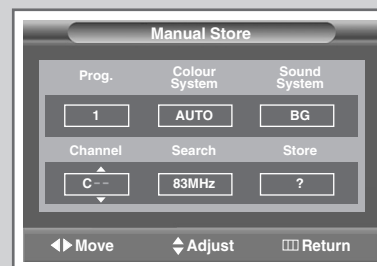 Manual Store
Prog. Colour System Sound System
1 AUTO BG
Channel Search Store
C-- 83MHz ?
Move Adjust Return